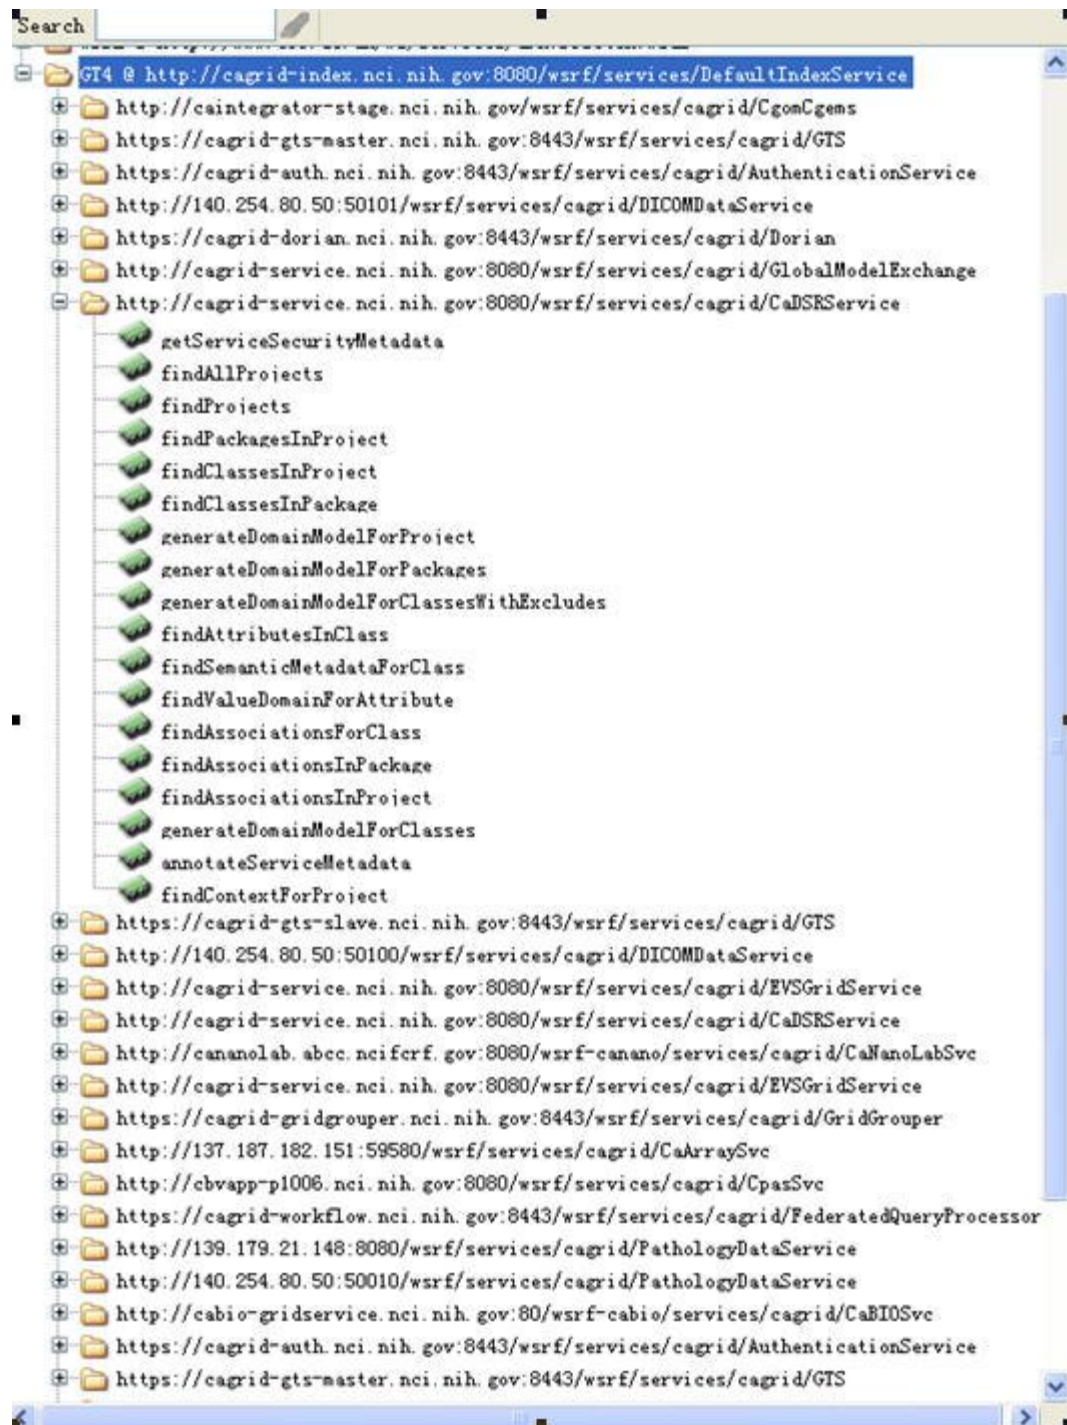 Search
GT4 @ http://cagrid-index.nci.nih.gov:8080/wsrf/services/DefaultIndexService
http://caintegrator-stage.nci.nih.gov/wsrf/services/cagrid/CgomCgems
https://cagrid-gts-master.nci.nih.gov:8443/wsrf/services/cagrid/GTS
https://cagrid-auth.nci.nih.gov:8443/wsrf/services/cagrid/AuthenticationService
http://140.254.80.50:50101/wsrf/services/cagrid/DICOMDataService
https://cagrid-dorian.nci.nih.gov:8443/wsrf/services/cagrid/Dorian
http://cagrid-service.nci.nih.gov:8080/wsrf/services/cagrid/GlobalModelExchange
http://cagrid-service.nci.nih.gov:8080/wsrf/services/cagrid/CaDSRService
getServiceSecurityMetadata
findAllProjects
findProjects
findPackagesInProject
findClassesInProject
findClassesInPackage
generateDomainModelForProject
generateDomainModelForPackages
generateDomainModelForClassesWithExcludes
findAttributesInClass
findSemanticMetadataForClass
findValueDomainForAttribute
findAssociationsForClass
findAssociationsInPackage
findAssociationsInProject
generateDomainModelForClasses
annotateServiceMetadata
findContextForProject
https://cagrid-gts-slave.nci.nih.gov:8443/wsrf/services/cagrid/GTS
http://140.254.80.50:50100/wsrf/services/cagrid/DICOMDataService
http://cagrid-service.nci.nih.gov:8080/wsrf/services/cagrid/EVSGridService
http://cagrid-service.nci.nih.gov:8080/wsrf/services/cagrid/CaDSRService
http://cananolab.abcc.ncifcrf.gov:8080/wsrf-canano/services/cagrid/CaNanoLabSvc
http://cagrid-service.nci.nih.gov:8080/wsrf/services/cagrid/EVSGridService
https://cagrid-gridgrouper.nci.nih.gov:8443/wsrf/services/cagrid/GridGrouper
http://137.187.182.151:59580/wsrf/services/cagrid/CaArraySvc
http://cbvapp-p1006.nci.nih.gov:8080/wsrf/services/cagrid/CpasSvc
https://cagrid-workflow.nci.nih.gov:8443/wsrf/services/cagrid/FederatedQueryProcessor
http://139.179.21.148:8080/wsrf/services/cagrid/PathologyDataService
http://140.254.80.50:50010/wsrf/services/cagrid/PathologyDataService
http://cabio-gridservice.nci.nih.gov:80/wsrf-cabio/services/cagrid/CaBIOSvc
https://cagrid-auth.nci.nih.gov:8443/wsrf/services/cagrid/AuthenticationService
https://cagrid-gts-master.nci.nih.gov:8443/wsrf/services/cagrid/GTS